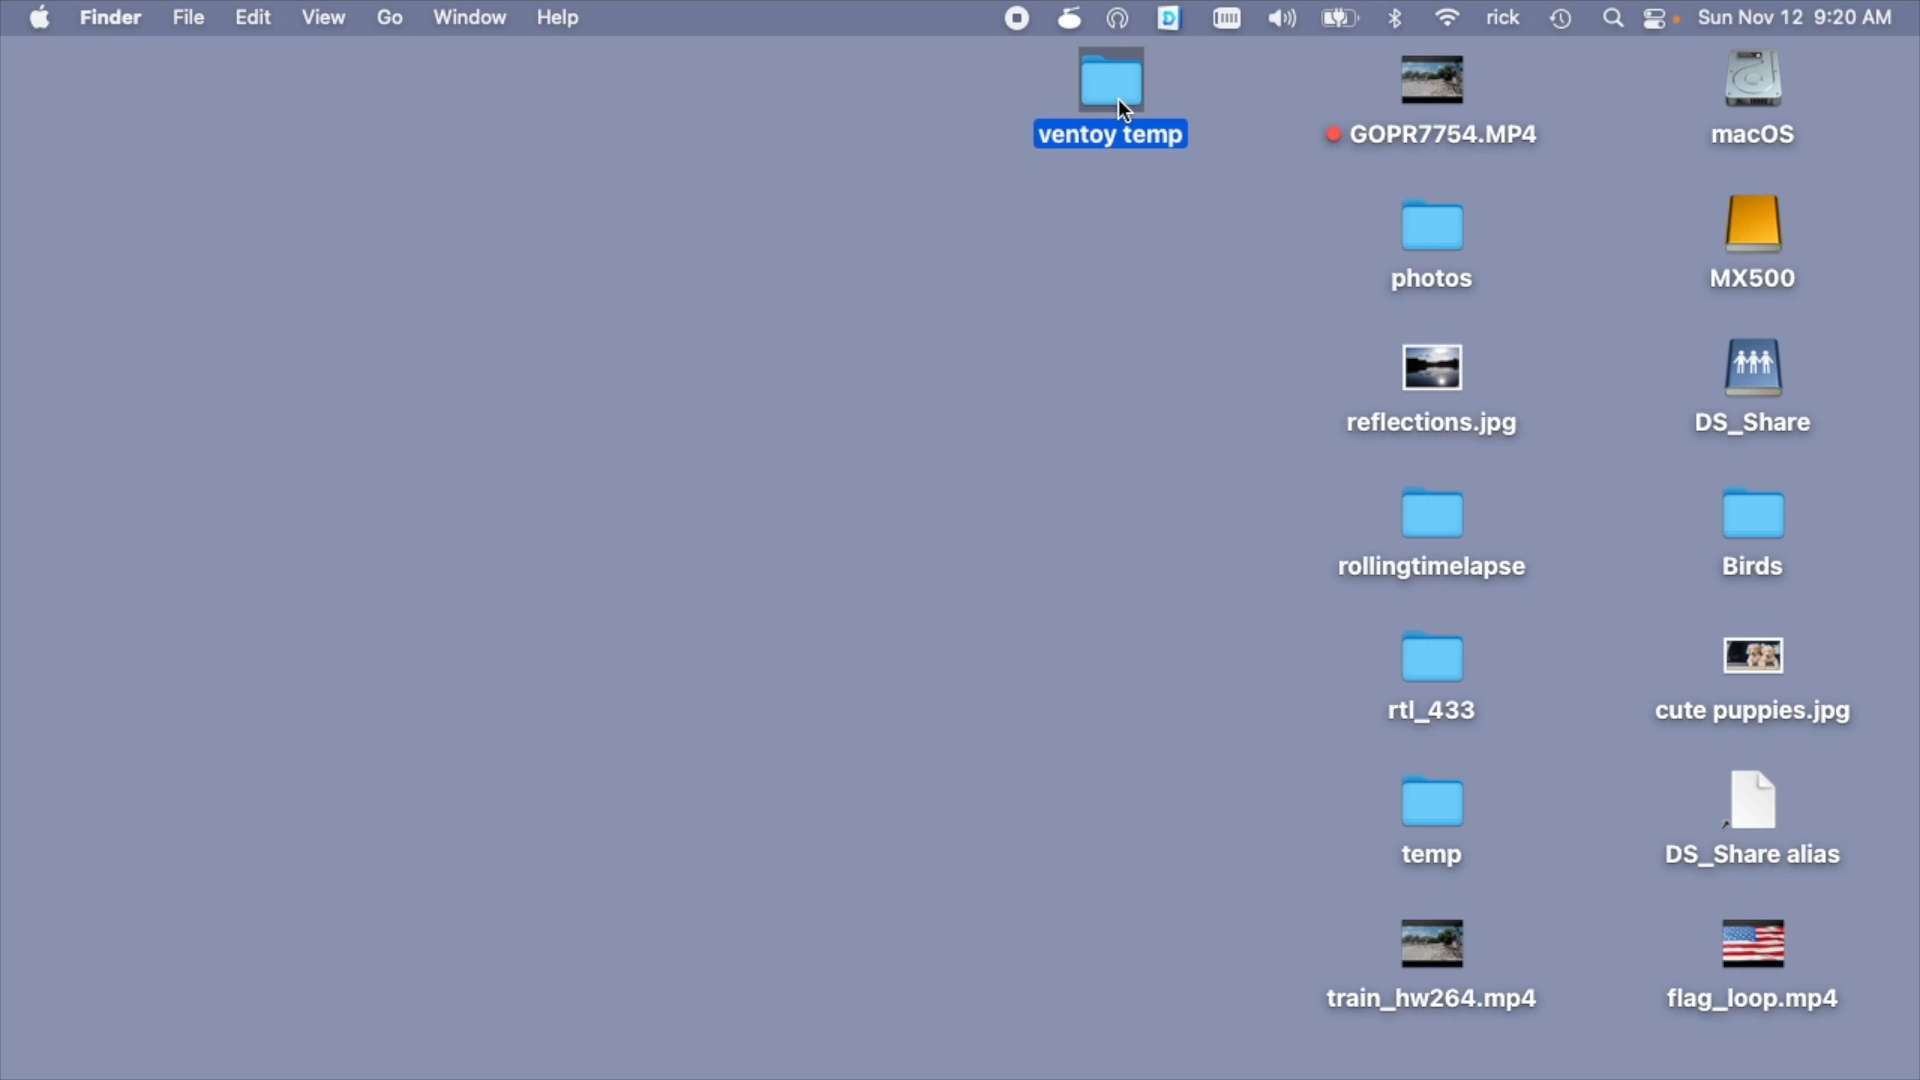 Finder File Edit View Go Window Help rick Sun Nov 12 9:20 AM
ventoy temp
GOPR7754.MP4
macOS
photos
MX500
reflections.jpg
DS_Share
rollingtimelapse
Birds
rtl_433
cute puppies.jpg
temp
DS_Share alias
train_hw264.mp4
flag_loop.mp4